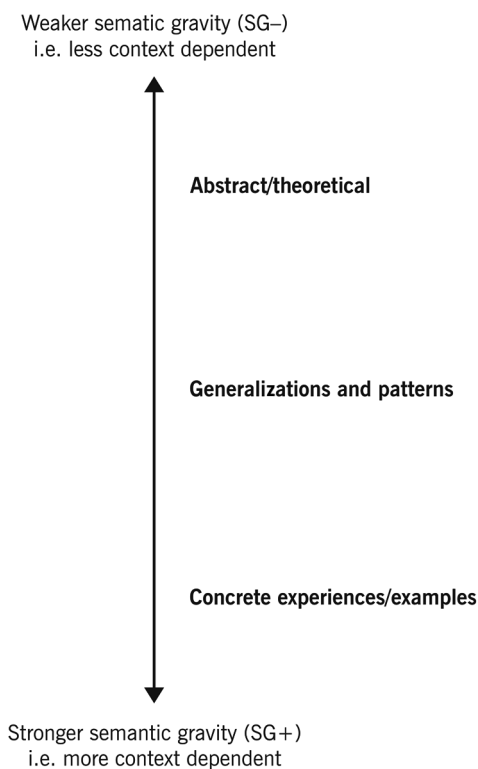 Weaker sematic gravity (SG–)
i.e. less context dependent
Abstract/theoretical
Generalizations and patterns
Concrete experiences/examples
Stronger semantic gravity (SG+)
i.e. more context dependent